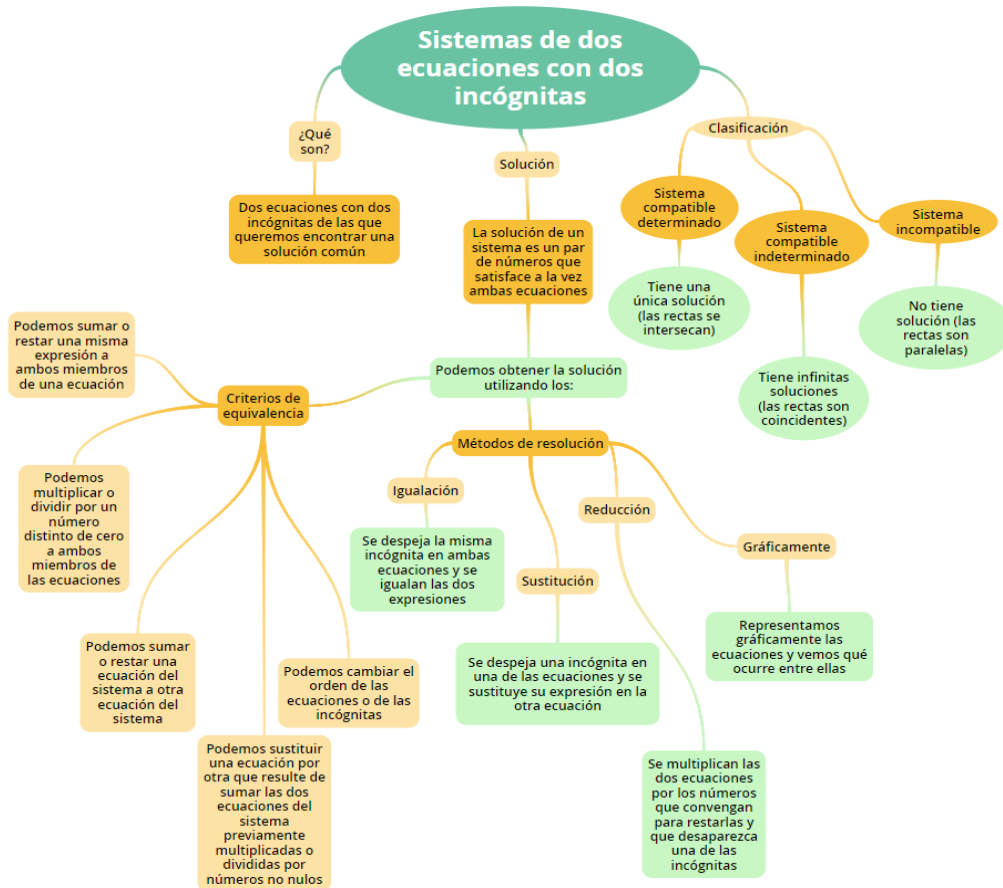 Sistemas de dos
ecuaciones con dos
incógnitas
¿Qué
son?
Dos ecuaciones con dos
incógnitas de las que
queremos encontrar una
solución común
Solución
La solución de un
sistema es un par
de números que
satisface a la vez
ambas ecuaciones
Clasificación
Sistema
compatible
determinado
Tiene una
única solución
(las rectas se
intersecan)
Sistema
compatible
indeterminado
Tiene infinitas
soluciones
(las rectas son
coincidentes)
Sistema
incompatible
No tiene
solución (las
rectas son
paralelas)
Podemos obtener la solución
utilizando los:
Criterios de
equivalencia
Podemos sumar o
restar una misma
expresión a
ambos miembros
de una ecuación
Podemos
multiplicar o
dividir por un
número
distinto de cero
a ambos
miembros de
las ecuaciones
Podemos sumar
o restar una
ecuación del
sistema a otra
ecuación del
sistema
Podemos sustituir
una ecuación por
otra que resulte de
sumar las dos
ecuaciones del
sistema
previamente
multiplicadas o
divididas por
números no nulos
Podemos cambiar el
orden de las
ecuaciones o de las
incógnitas
Métodos de resolución
Igualación
Se despeja la misma
incógnita en ambas
ecuaciones y se
igualan las dos
expresiones
Sustitución
Se despeja una incógnita en
una de las ecuaciones y se
sustituye su expresión en la
otra ecuación
Reducción
Se multiplican las
dos ecuaciones
por los números
que convengan
para restarlas y
que desaparezca
una de las
incógnitas
Gráficamente
Representamos
gráficamente las
ecuaciones y vemos qué
ocurre entre ellas